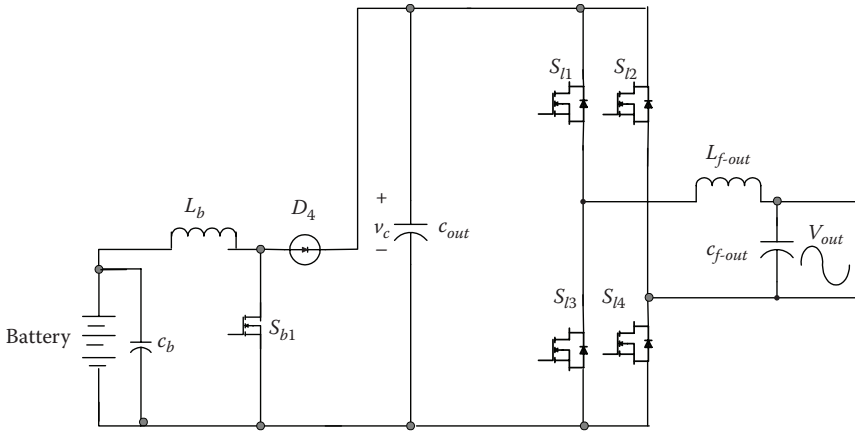 S_l1
S_l2
L_f-out
L_b
D_4
+
v_c
–
c_out
V_out
c_f-out
S_l3
S_l4
S_b1
Battery
c_b